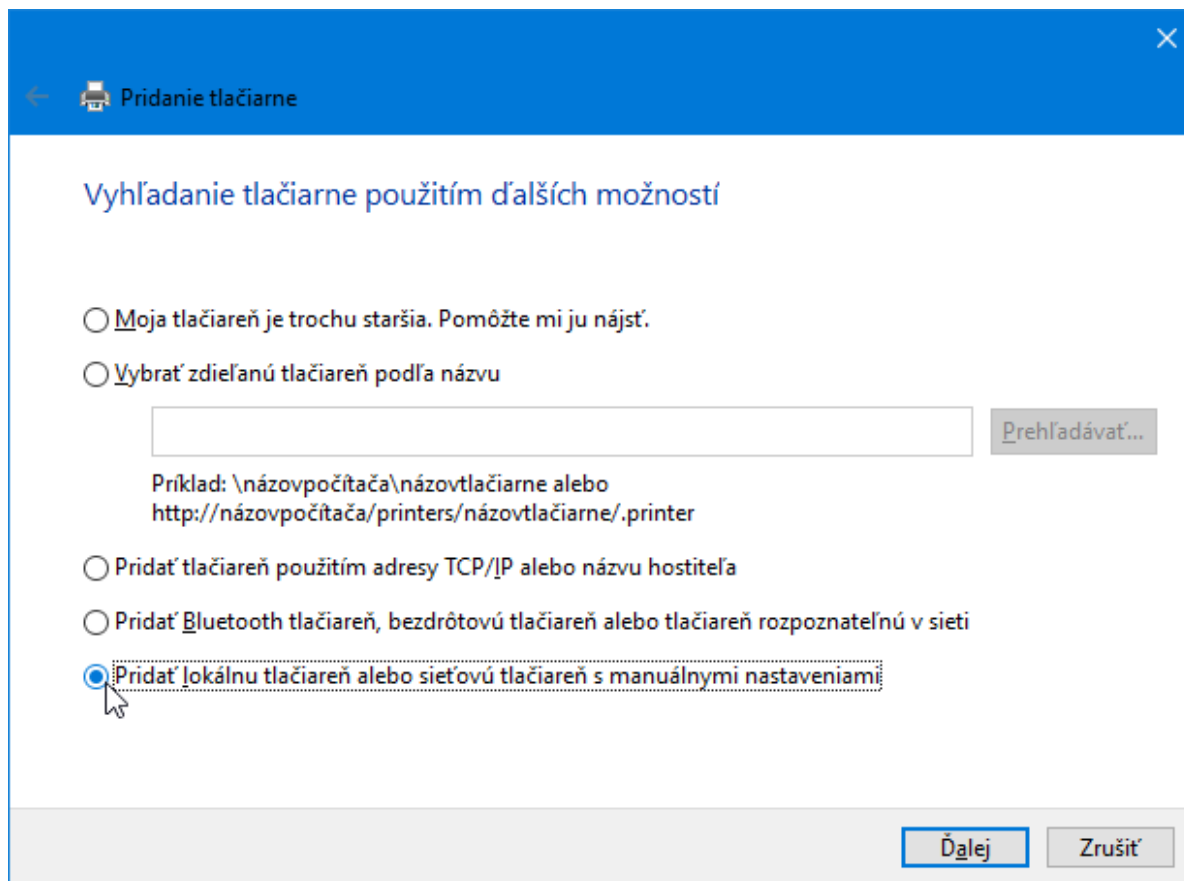 Pridanie tlačiarne
Vyhľadanie tlačiarne použitím ďalších možností
Moja tlačiareň je trochu staršia. Pomôžte mi ju nájsť.
Vybrať zdieľanú tlačiareň podľa názvu
Prehľadávať...
Príklad: \názovpočítača\názovtlačiarne alebo
http://názovpočítača/printers/názovtlačiarne/.printer
Pridať tlačiareň použitím adresy TCP/IP alebo názvu hostiteľa
Pridať Bluetooth tlačiareň, bezdrôtovú tlačiareň alebo tlačiareň rozpoznateľnú v sieti
Pridať lokálnu tlačiareň alebo sieťovú tlačiareň s manuálnymi nastaveniami
Ďalej Zrušiť